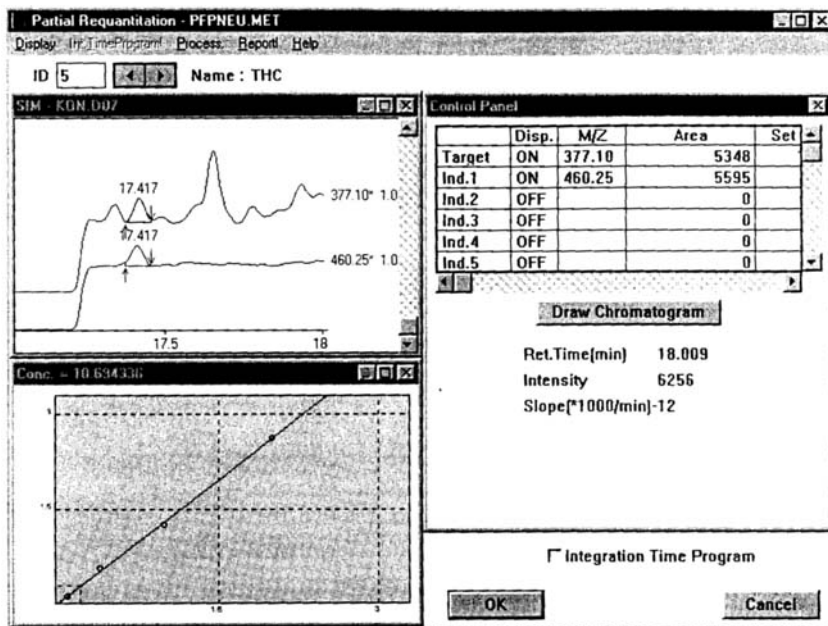 Partial Requantitation - PFPNEU.MET
Display Int.TimeProgram! Process. Report! Help
ID 5 Name : THC
SIM - KON.D07
17.417
377.10* 1.0
17.417
460.25* 1.0
17.5 18
Conc. = 10.694336
3
Control Panel
Disp. M/Z Area Set
Target ON 377.10 5348
Ind.1 ON 460.25 5595
Ind.2 OFF 0
Ind.3 OFF 0
Ind.4 OFF 0
Ind.5 OFF 0
Draw Chromatogram
Ret.Time(min) 18.009
Intensity 6256
Slope(*1000/min)-12
Integration Time Program
OK Cancel